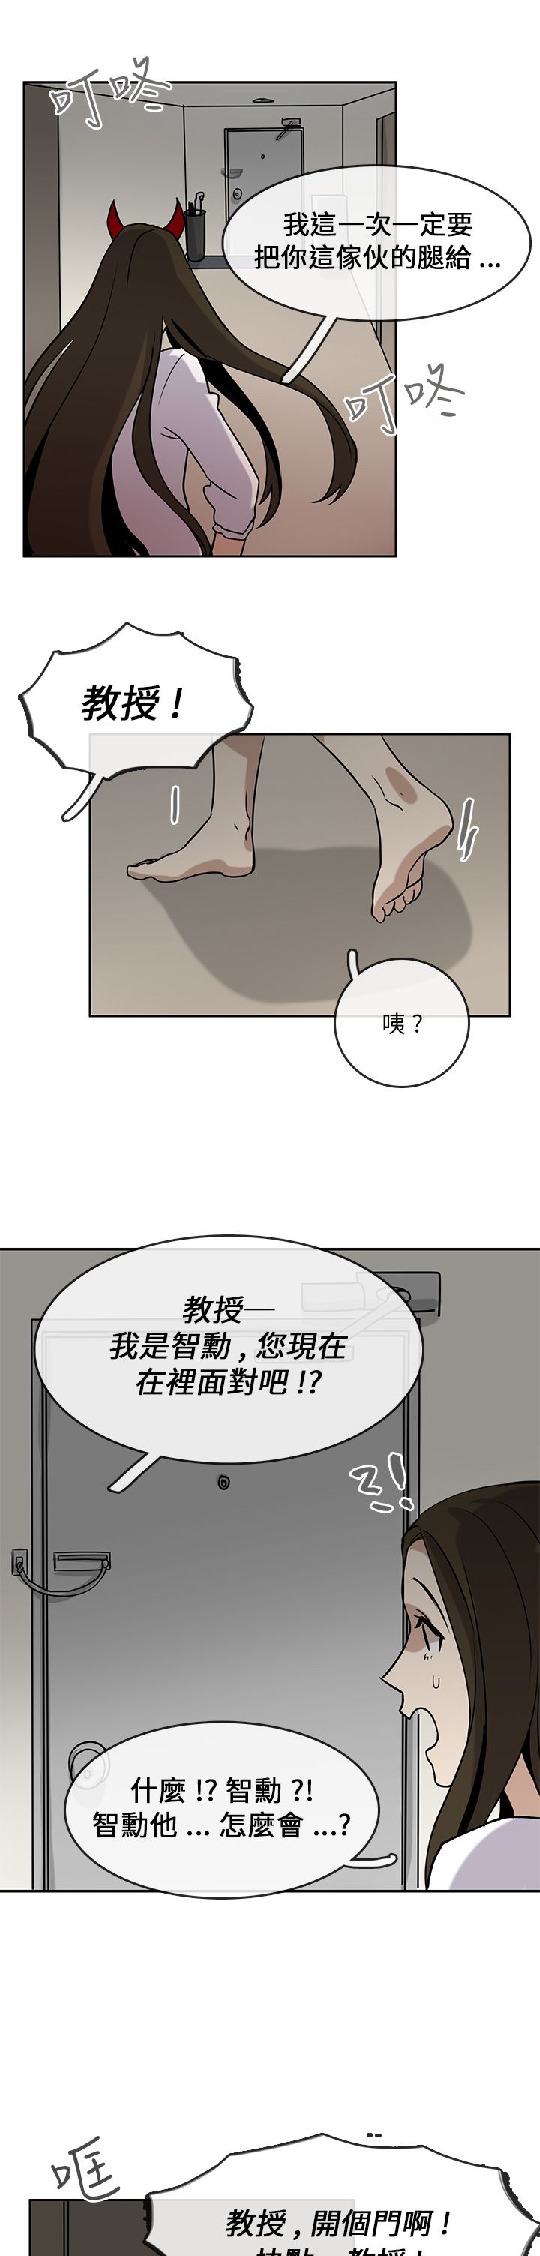 叮咚
我這一次一定要
把你這傢伙的腿給...
叮咚
教授!
咦?
教授—
我是智勳,您現在
在裡面對吧!?
?!
什麼!?智勳?!
智勳他...怎麼會...?
哐
教授,開個門啊!